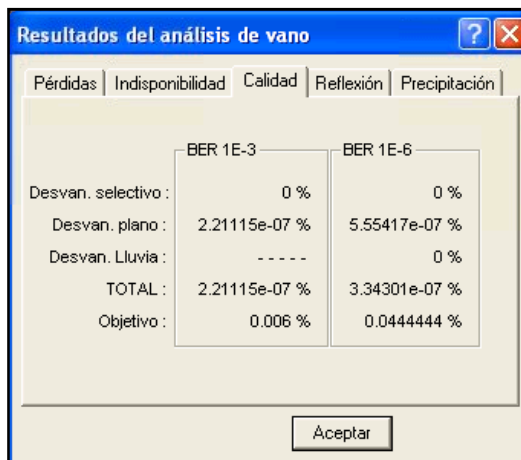 Resultados del análisis de vano
Pérdidas Indisponibilidad Calidad Reflexión Precipitación
BER 1E-3 BER 1E-6
Desvan. selectivo : 0 % 0 %
Desvan. plano : 2.21115e-07 % 5.55417e-07 %
Desvan. Lluvia : - - - - - 0 %
TOTAL : 2.21115e-07 % 3.34301e-07 %
Objetivo : 0.006 % 0.0444444 %
Aceptar